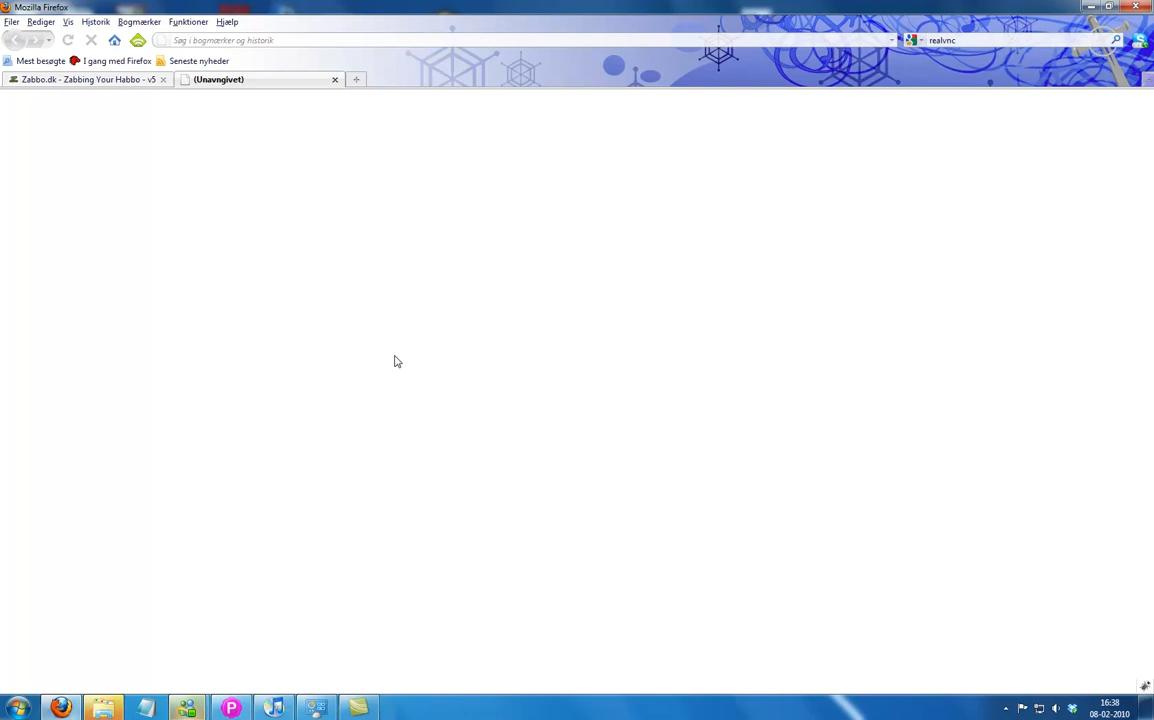 Mozilla Firefox
Filer Rediger Vis Historik Bogmærker Funktioner Hjælp
Søg i bogmærker og historik
realvnc
Mest besøgte I gang med Firefox Seneste nyheder
Zabbo.dk - Zabbing Your Habbo - v5
(Unavngivet)
16:38
08-02-2010